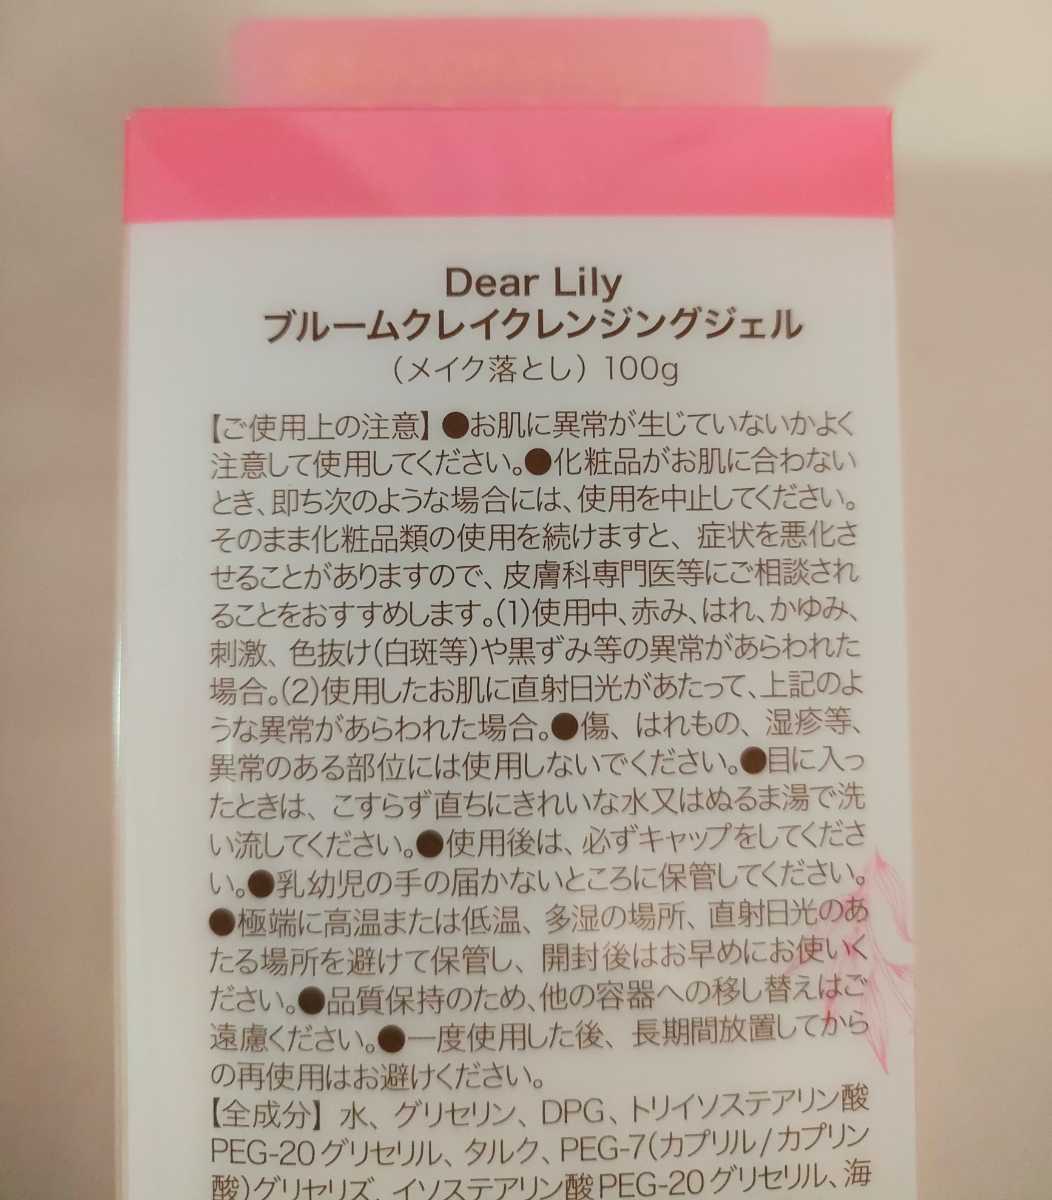 Dear Lily
ブルームクレイクレンジングジェル
（メイク落とし）100g
【ご使用上の注意】●お肌に異常が生じていないかよく
注意して使用してください。●化粧品がお肌に合わない
とき、即ち次のような場合には、使用を中止してください。
そのまま化粧品類の使用を続けますと、症状を悪化さ
せることがありますので、皮膚科専門医等にご相談され
ることをおすすめします。（1）使用中、赤み、はれ、かゆみ、
刺激、色抜け（白斑等）や黒ずみ等の異常があらわれた
場合。（2）使用したお肌に直射日光があたって、上記のよ
うな異常があらわれた場合。●傷、はれもの、湿疹等、
異常のある部位には使用しないでください。●目に入っ
たときは、こすらず直ちにきれいな水又はぬるま湯で洗
い流してください。●使用後は、必ずキャップをしてくださ
い。●乳幼児の手の届かないところに保管してください。
●極端に高温または低温、多湿の場所、直射日光のあ
たる場所を避けて保管し、開封後はお早めにお使いく
ださい。●品質保持のため、他の容器への移し替えはご
遠慮ください。●一度使用した後、長期間放置してから
の再使用はお避けください。
【全成分】水、グリセリン、DPG、トリイソステアリン酸
PEG-20グリセリル、タルク、PEG-7（カプリル/カプリン
酸）グリセリズ、イソステアリン酸PEG-20グリセリル、海